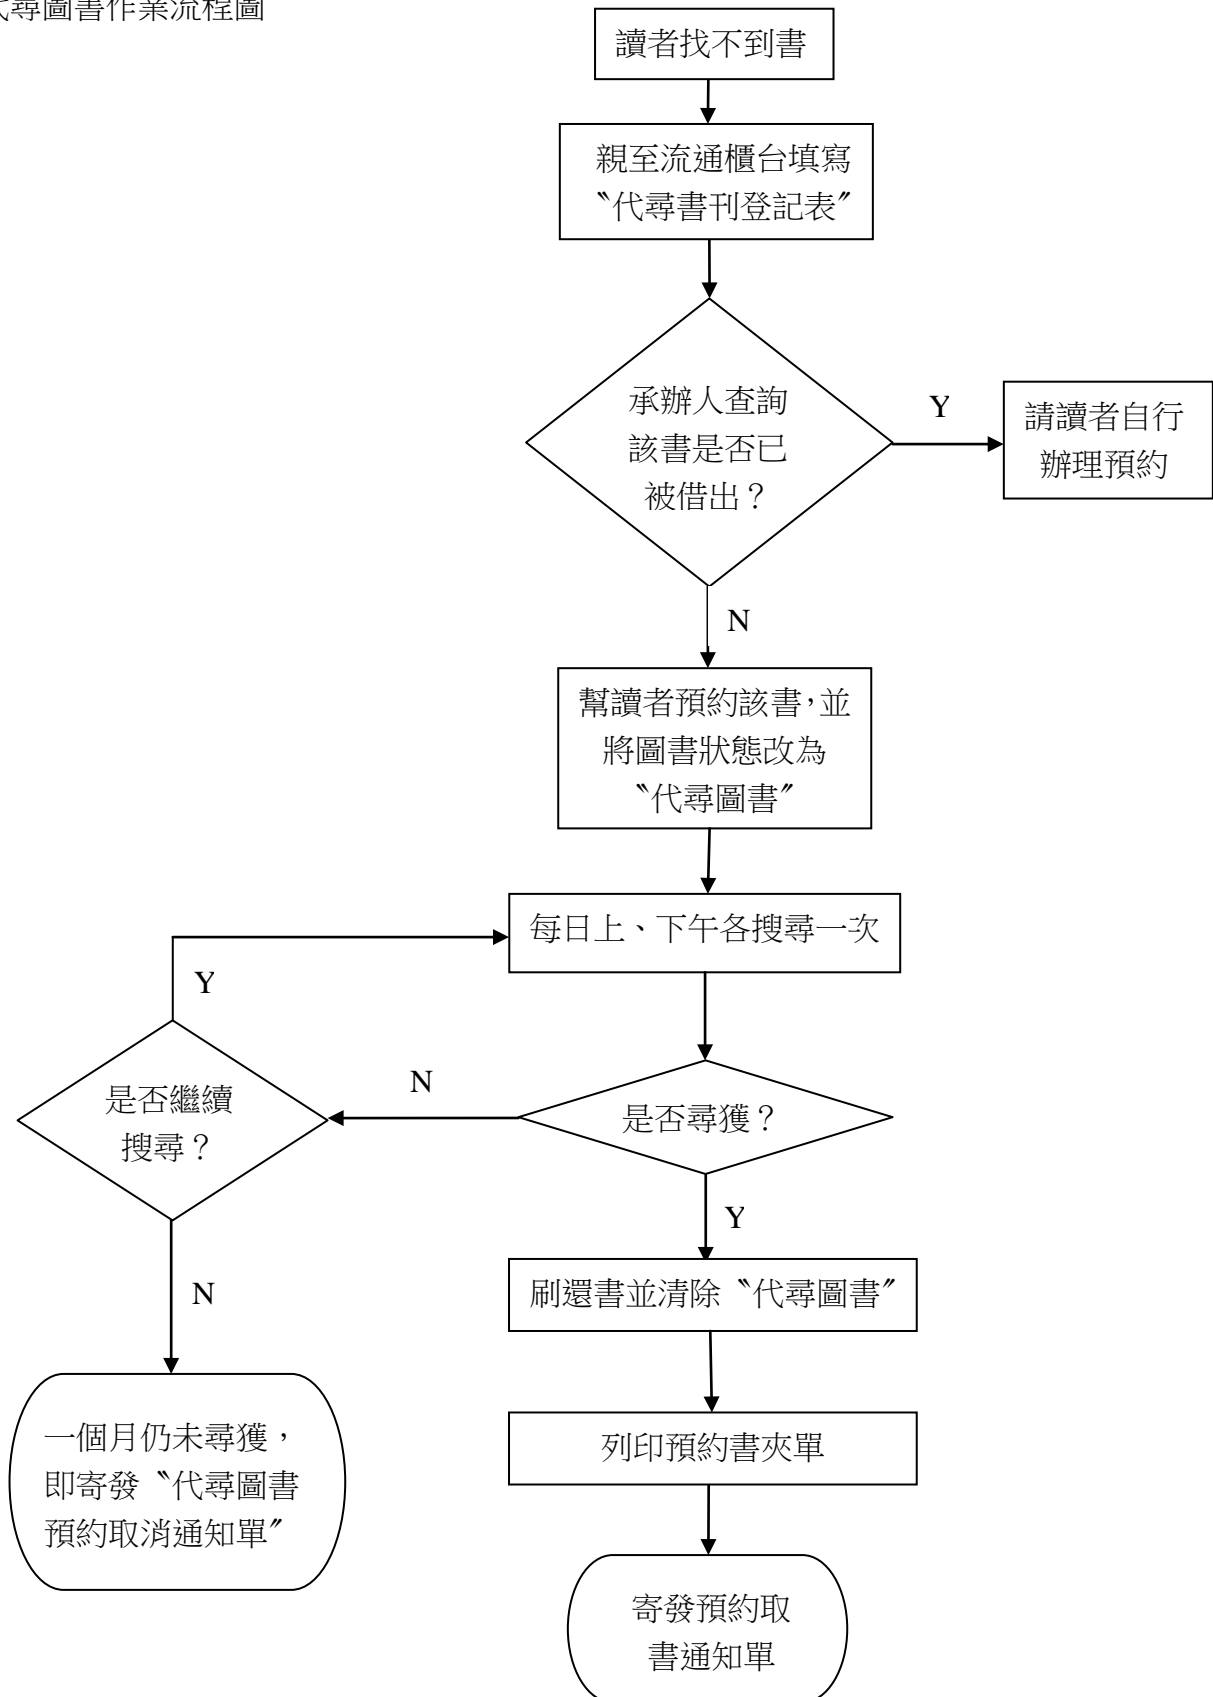 代尋圖書作業流程圖
讀者找不到書
親至流通櫃台填寫
〝代尋書刊登記表〞
承辦人查詢
該書是否已
被借出？
Y
請讀者自行
辦理預約
N
幫讀者預約該書，並
將圖書狀態改為
〝代尋圖書〞
每日上、下午各搜尋一次
Y
是否繼續
搜尋？
N
是否尋獲？
Y
刷還書並清除〝代尋圖書〞
N
一個月仍未尋獲，
即寄發〝代尋圖書
預約取消通知單〞
列印預約書夾單
寄發預約取
書通知單